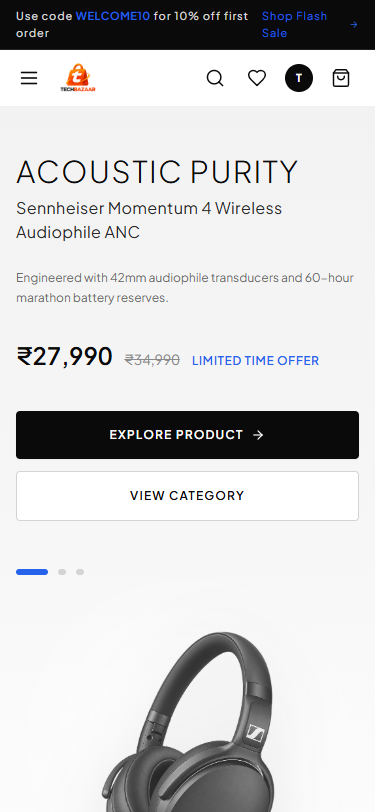 Use code WELCOME10 for 10% off first order
Shop Flash Sale →
TECHBAZAAR
T
ACOUSTIC PURITY
Sennheiser Momentum 4 Wireless
Audiophile ANC
Engineered with 42mm audiophile transducers and 60-hour
marathon battery reserves.
₹27,990 ₹34,990 LIMITED TIME OFFER
EXPLORE PRODUCT →
VIEW CATEGORY